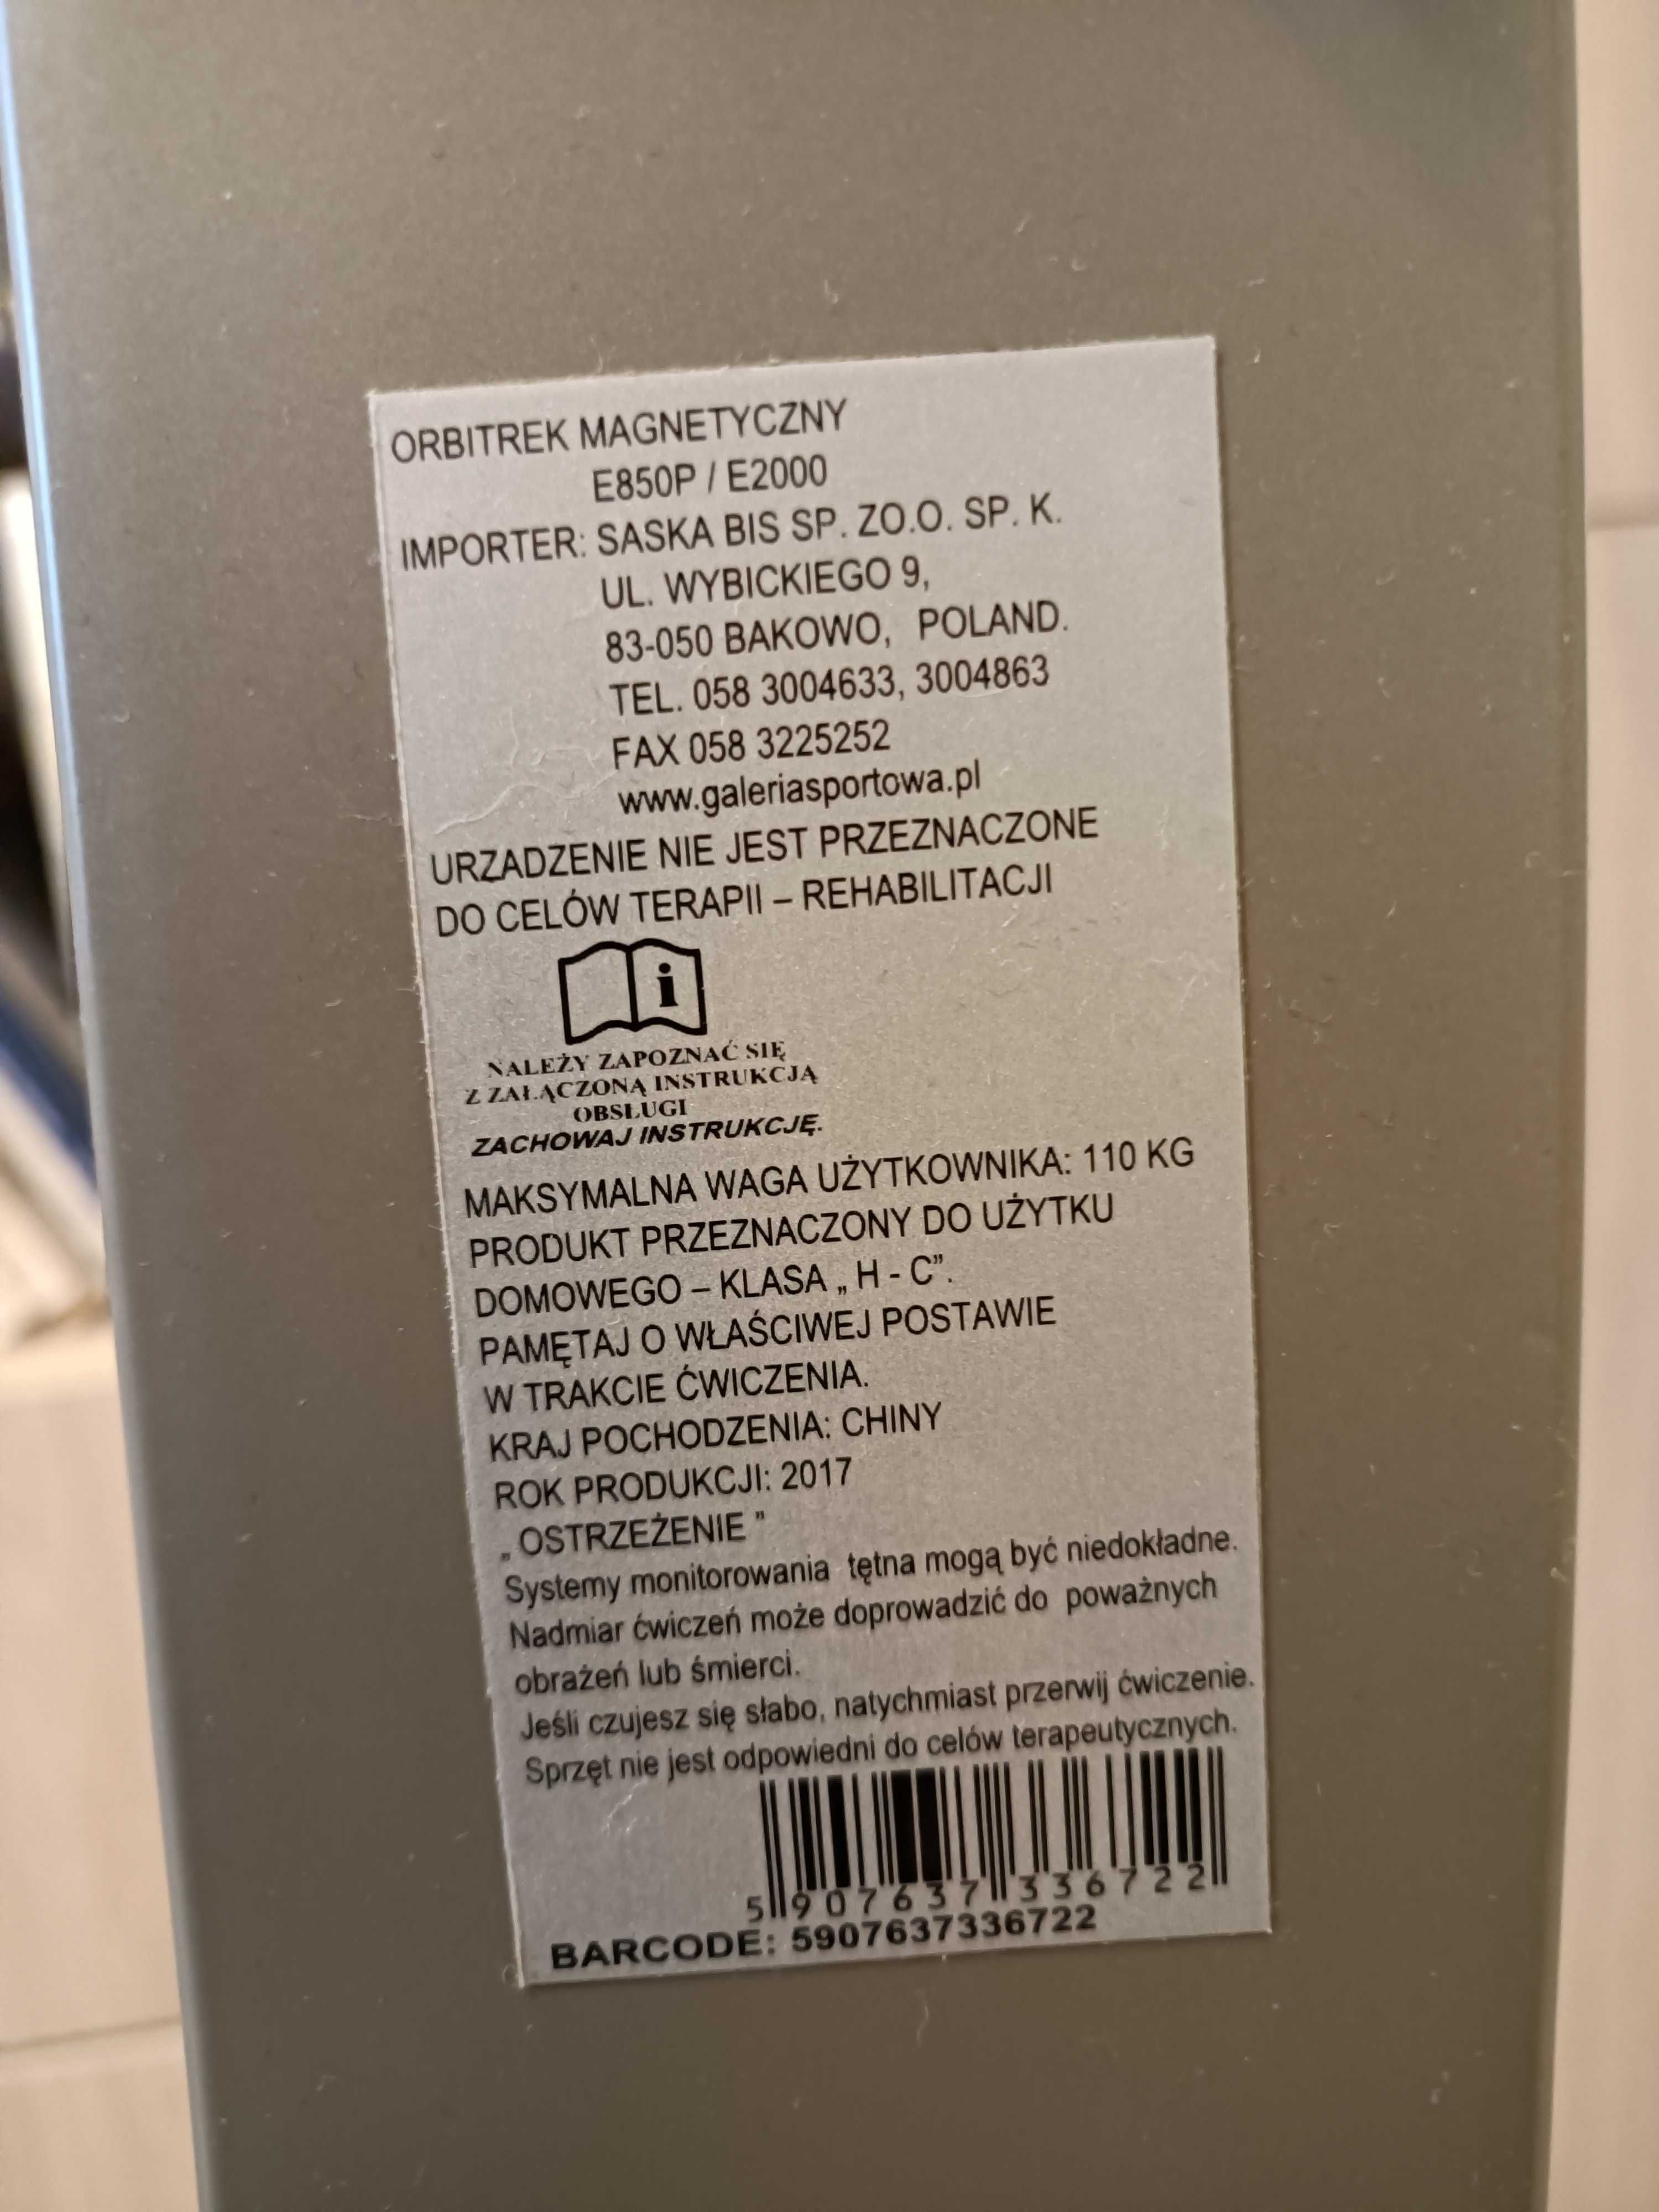 ORBITREK MAGNETYCZNY
E850P / E2000
IMPORTER: SASKA BIS SP. ZO.O. SP. K.
UL. WYBICKIEGO 9,
83-050 BAKOWO, POLAND.
TEL. 058 3004633, 3004863
FAX 058 3225252
www.galeriasportowa.pl
URZADZENIE NIE JEST PRZEZNACZONE
DO CELÓW TERAPII – REHABILITACJI
i
NALEŻY ZAPOZNAĆ SIĘ
Z ZAŁĄCZONĄ INSTRUKCJĄ
OBSŁUGI
ZACHOWAJ INSTRUKCJĘ.
MAKSYMALNA WAGA UŻYTKOWNIKA: 110 KG
PRODUKT PRZEZNACZONY DO UŻYTKU
DOMOWEGO – KLASA „ H - C”.
PAMĘTAJ O WŁAŚCIWEJ POSTAWIE
W TRAKCIE ĆWICZENIA.
KRAJ POCHODZENIA: CHINY
ROK PRODUKCJI: 2017
„ OSTRZEŻENIE ”
Systemy monitorowania tętna mogą być niedokładne.
Nadmiar ćwiczeń może doprowadzić do poważnych
obrażeń lub śmierci.
Jeśli czujesz się słabo, natychmiast przerwij ćwiczenie.
Sprzęt nie jest odpowiedni do celów terapeutycznych.
5 907637 336722
BARCODE: 5907637336722